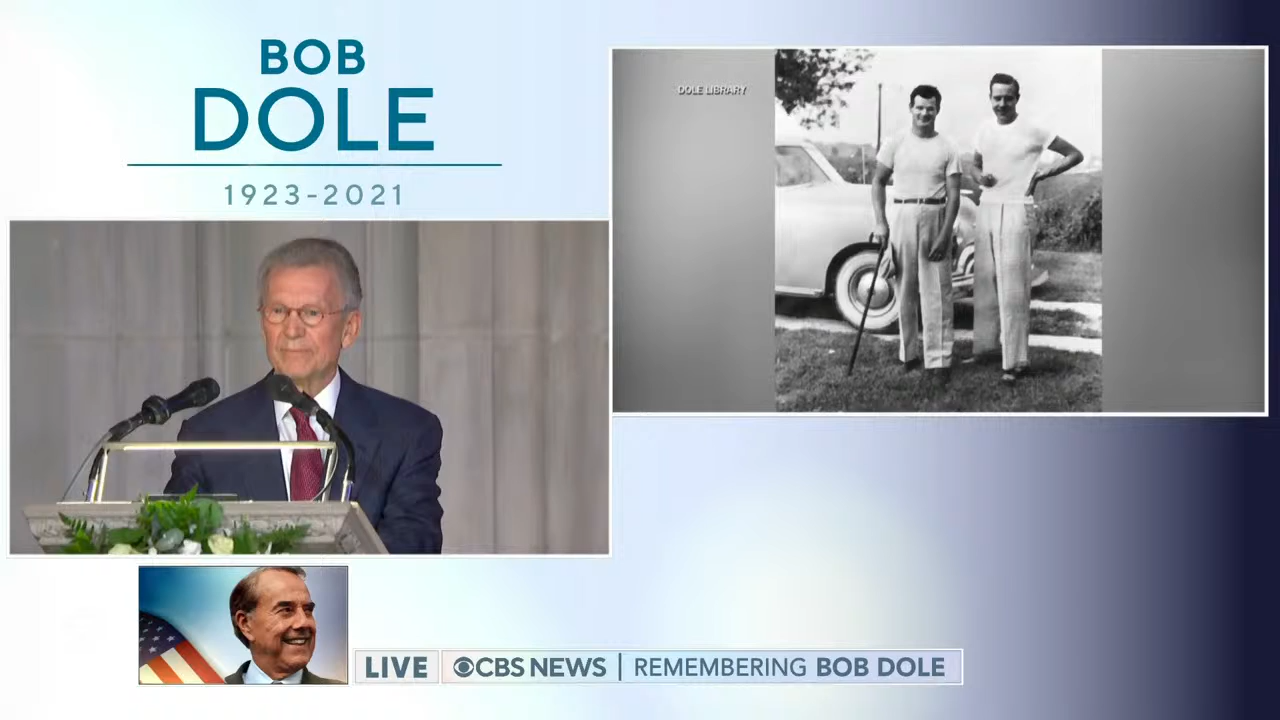 BOB
DOLE
1923-2021
DOLE LIBRARY
LIVE
CBS NEWS | REMEMBERING BOB DOLE